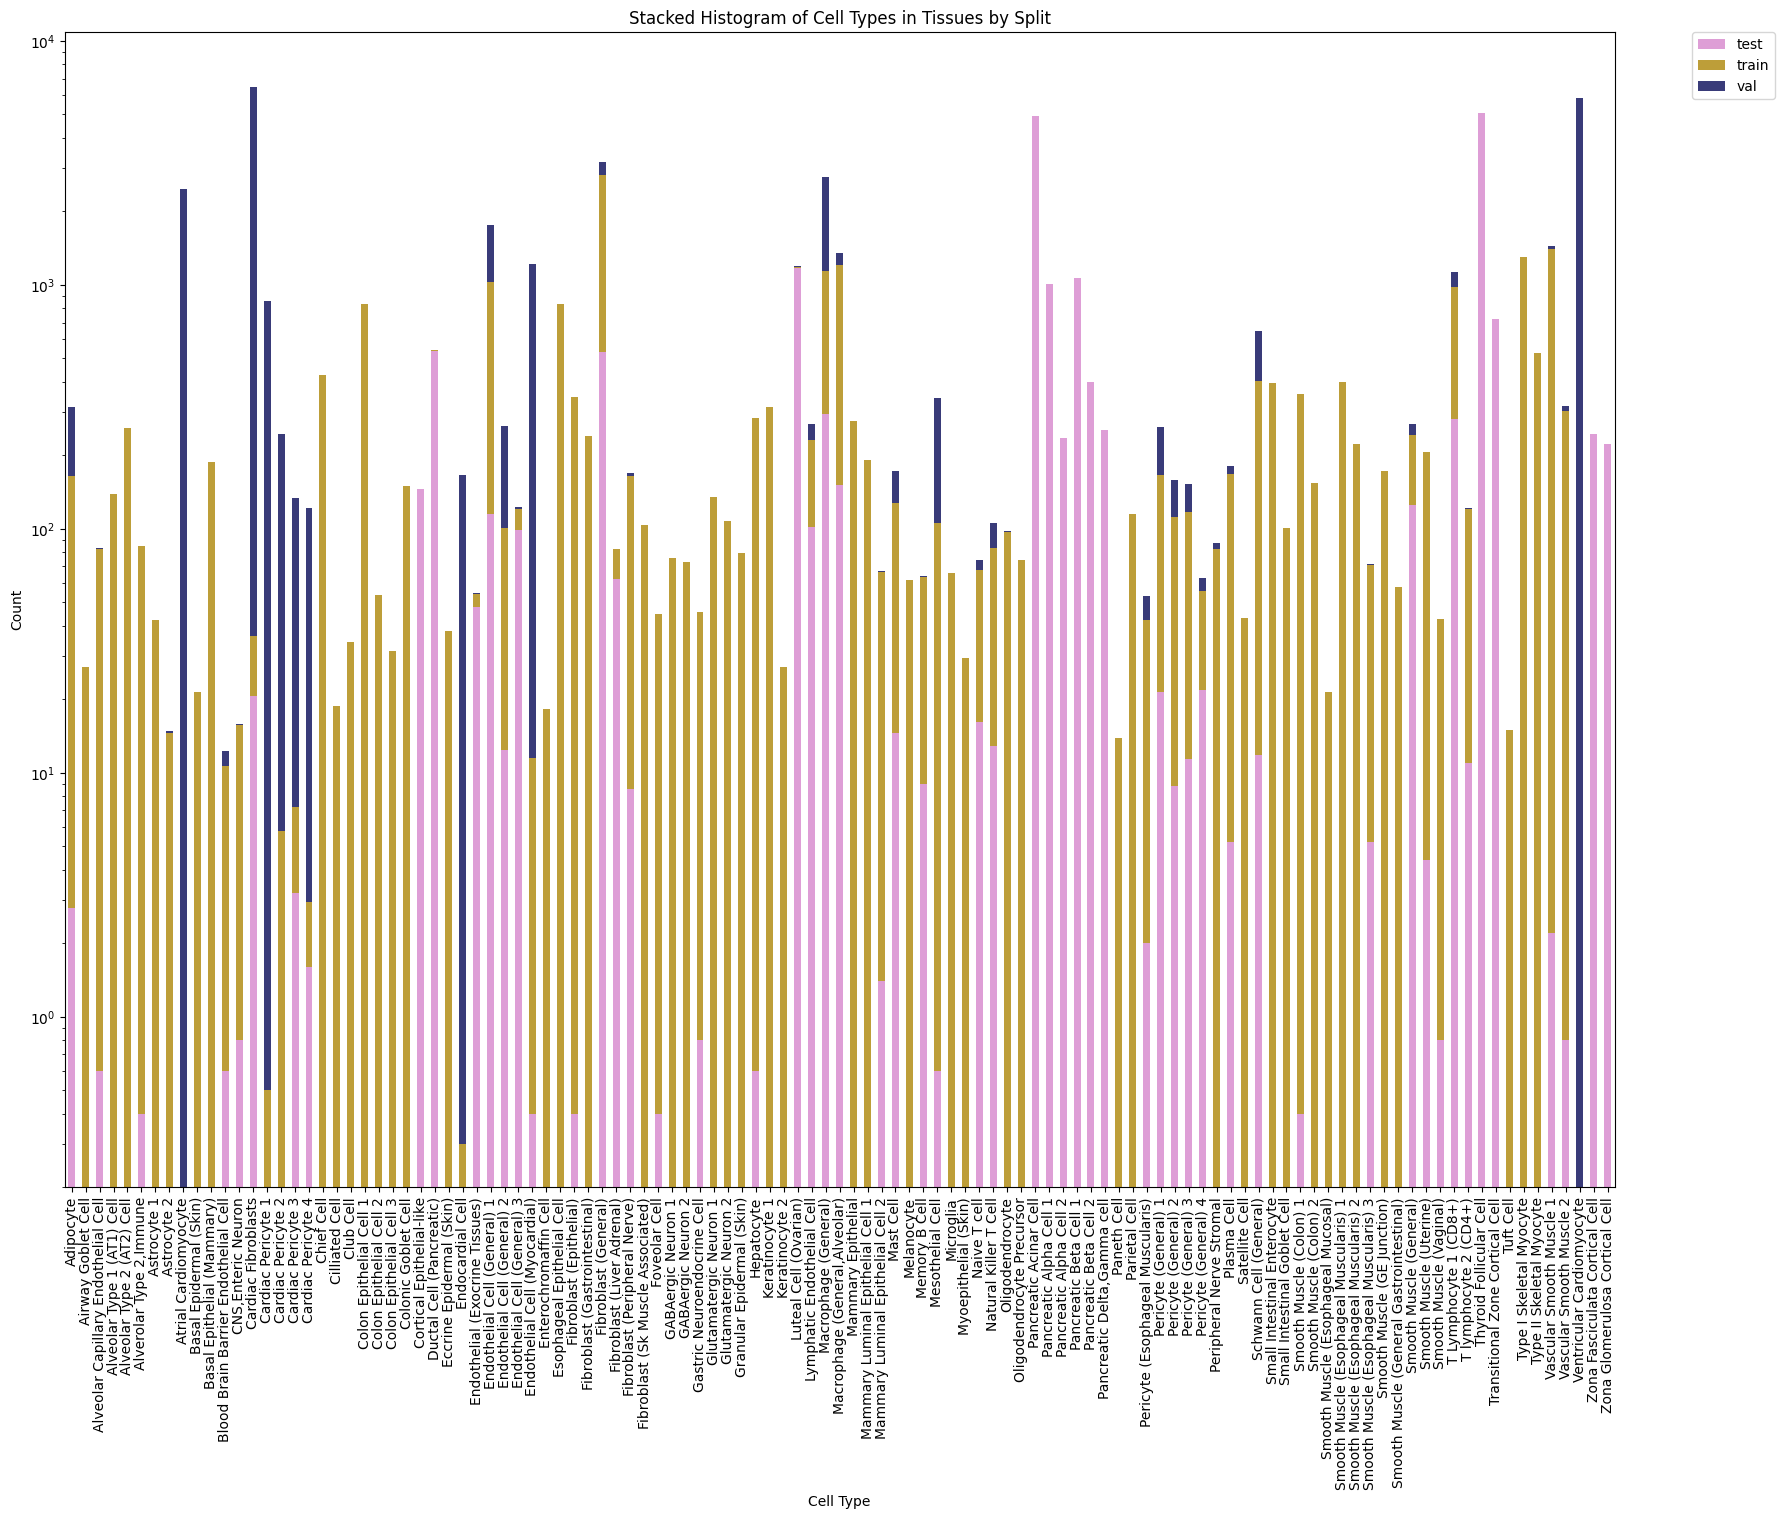 Stacked Histogram of Cell Types in Tissues by Split
test
train
val
10^4
10^3
10^2
10^1
10^0
Count
Adipocyte
Airway Goblet Cell
Alveolar Capillary Endothelial Cell
Alveolar Type 1 (AT1) Cell
Alveolar Type 2 (AT2) Cell
Alverolar Type 2,Immune
Astrocyte 1
Astrocyte 2
Atrial Cardiomyocyte
Basal Epidermal (Skin)
Basal Epithelial (Mammary)
Blood Brain Barrier Endothelial Cell
CNS,Enteric Neuron
Cardiac Fibroblasts
Cardiac Pericyte 1
Cardiac Pericyte 2
Cardiac Pericyte 3
Cardiac Pericyte 4
Chief Cell
Cilliated Cell
Club Cell
Colon Epithelial Cell 1
Colon Epithelial Cell 2
Colon Epithelial Cell 3
Colonic Goblet Cell
Cortical Epithelial-like
Ductal Cell (Pancreatic)
Eccrine Epidermal (Skin)
Endocardial Cell
Endothelial (Exocrine Tissues)
Endothelial Cell (General) 1
Endothelial Cell (General) 2
Endothelial Cell (General) 3
Endothelial Cell (Myocardial)
Enterochromaffin Cell
Esophageal Epithelial Cell
Fibroblast (Epithelial)
Fibroblast (Gastrointestinal)
Fibroblast (General)
Fibroblast (Liver Adrenal)
Fibroblast (Peripheral Nerve)
Fibroblast (Sk Muscle Associated)
Foveolar Cell
GABAergic Neuron 1
GABAergic Neuron 2
Gastric Neuroendocrine Cell
Glutamatergic Neuron 1
Glutamatergic Neuron 2
Granular Epidermal (Skin)
Hepatocyte
Keratinocyte 1
Keratinocyte 2
Luteal Cell (Ovarian)
Lymphatic Endothelial Cell
Macrophage (General)
Macrophage (General,Alveolar)
Mammary Epithelial
Mammary Luminal Epithelial Cell 1
Mammary Luminal Epithelial Cell 2
Mast Cell
Melanocyte
Memory B Cell
Mesothelial Cell
Microglia
Myoepithelial (Skin)
Naive T cell
Natural Killer T Cell
Oligodendrocyte
Oligodendrocyte Precursor
Pancreatic Acinar Cell
Pancreatic Alpha Cell 1
Pancreatic Alpha Cell 2
Pancreatic Beta Cell 1
Pancreatic Beta Cell 2
Pancreatic Delta,Gamma cell
Paneth Cell
Parietal Cell
Pericyte (Esophageal Muscularis)
Pericyte (General) 1
Pericyte (General) 2
Pericyte (General) 3
Pericyte (General) 4
Peripheral Nerve Stromal
Plasma Cell
Satellite Cell
Schwann Cell (General)
Small Intestinal Enterocyte
Small Intestinal Goblet Cell
Smooth Muscle (Colon) 1
Smooth Muscle (Colon) 2
Smooth Muscle (Esophageal Mucosal)
Smooth Muscle (Esophageal Muscularis) 1
Smooth Muscle (Esophageal Muscularis) 2
Smooth Muscle (Esophageal Muscularis) 3
Smooth Muscle (GE Junction)
Smooth Muscle (General Gastrointestinal)
Smooth Muscle (General)
Smooth Muscle (Uterine)
Smooth Muscle (Vaginal)
T Lymphocyte 1 (CD8+)
T lymphocyte 2 (CD4+)
Thyroid Follicular Cell
Transitional Zone Cortical Cell
Tuft Cell
Type I Skeletal Myocyte
Type II Skeletal Myocyte
Vascular Smooth Muscle 1
Vascular Smooth Muscle 2
Ventricular Cardiomyocyte
Zona Fasciculata Cortical Cell
Zona Glomerulosa Cortical Cell
Cell Type